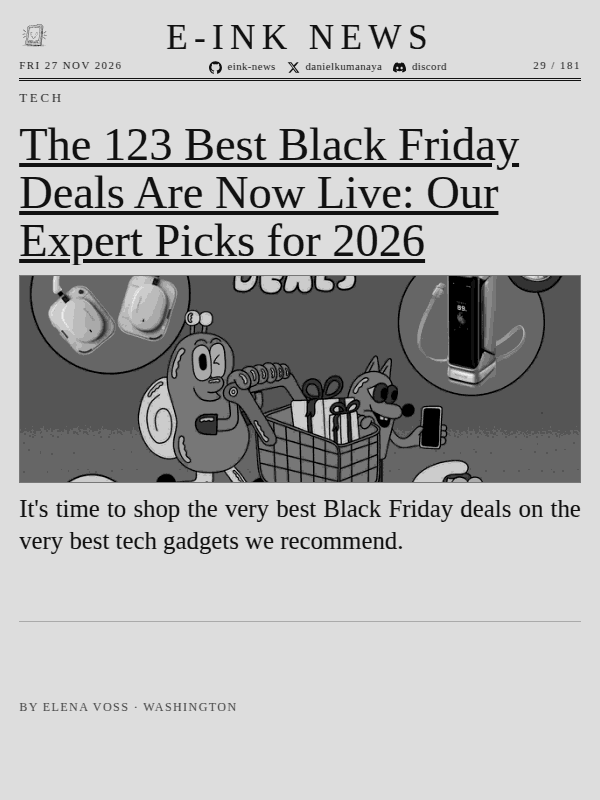 E-INK NEWS
FRI 27 NOV 2026
eink-news
danielkumanaya
discord
29 / 181
TECH
The 123 Best Black Friday
Deals Are Now Live: Our
Expert Picks for 2026
DEALS
89.
It's time to shop the very best Black Friday deals on the
very best tech gadgets we recommend.
BY ELENA VOSS · WASHINGTON